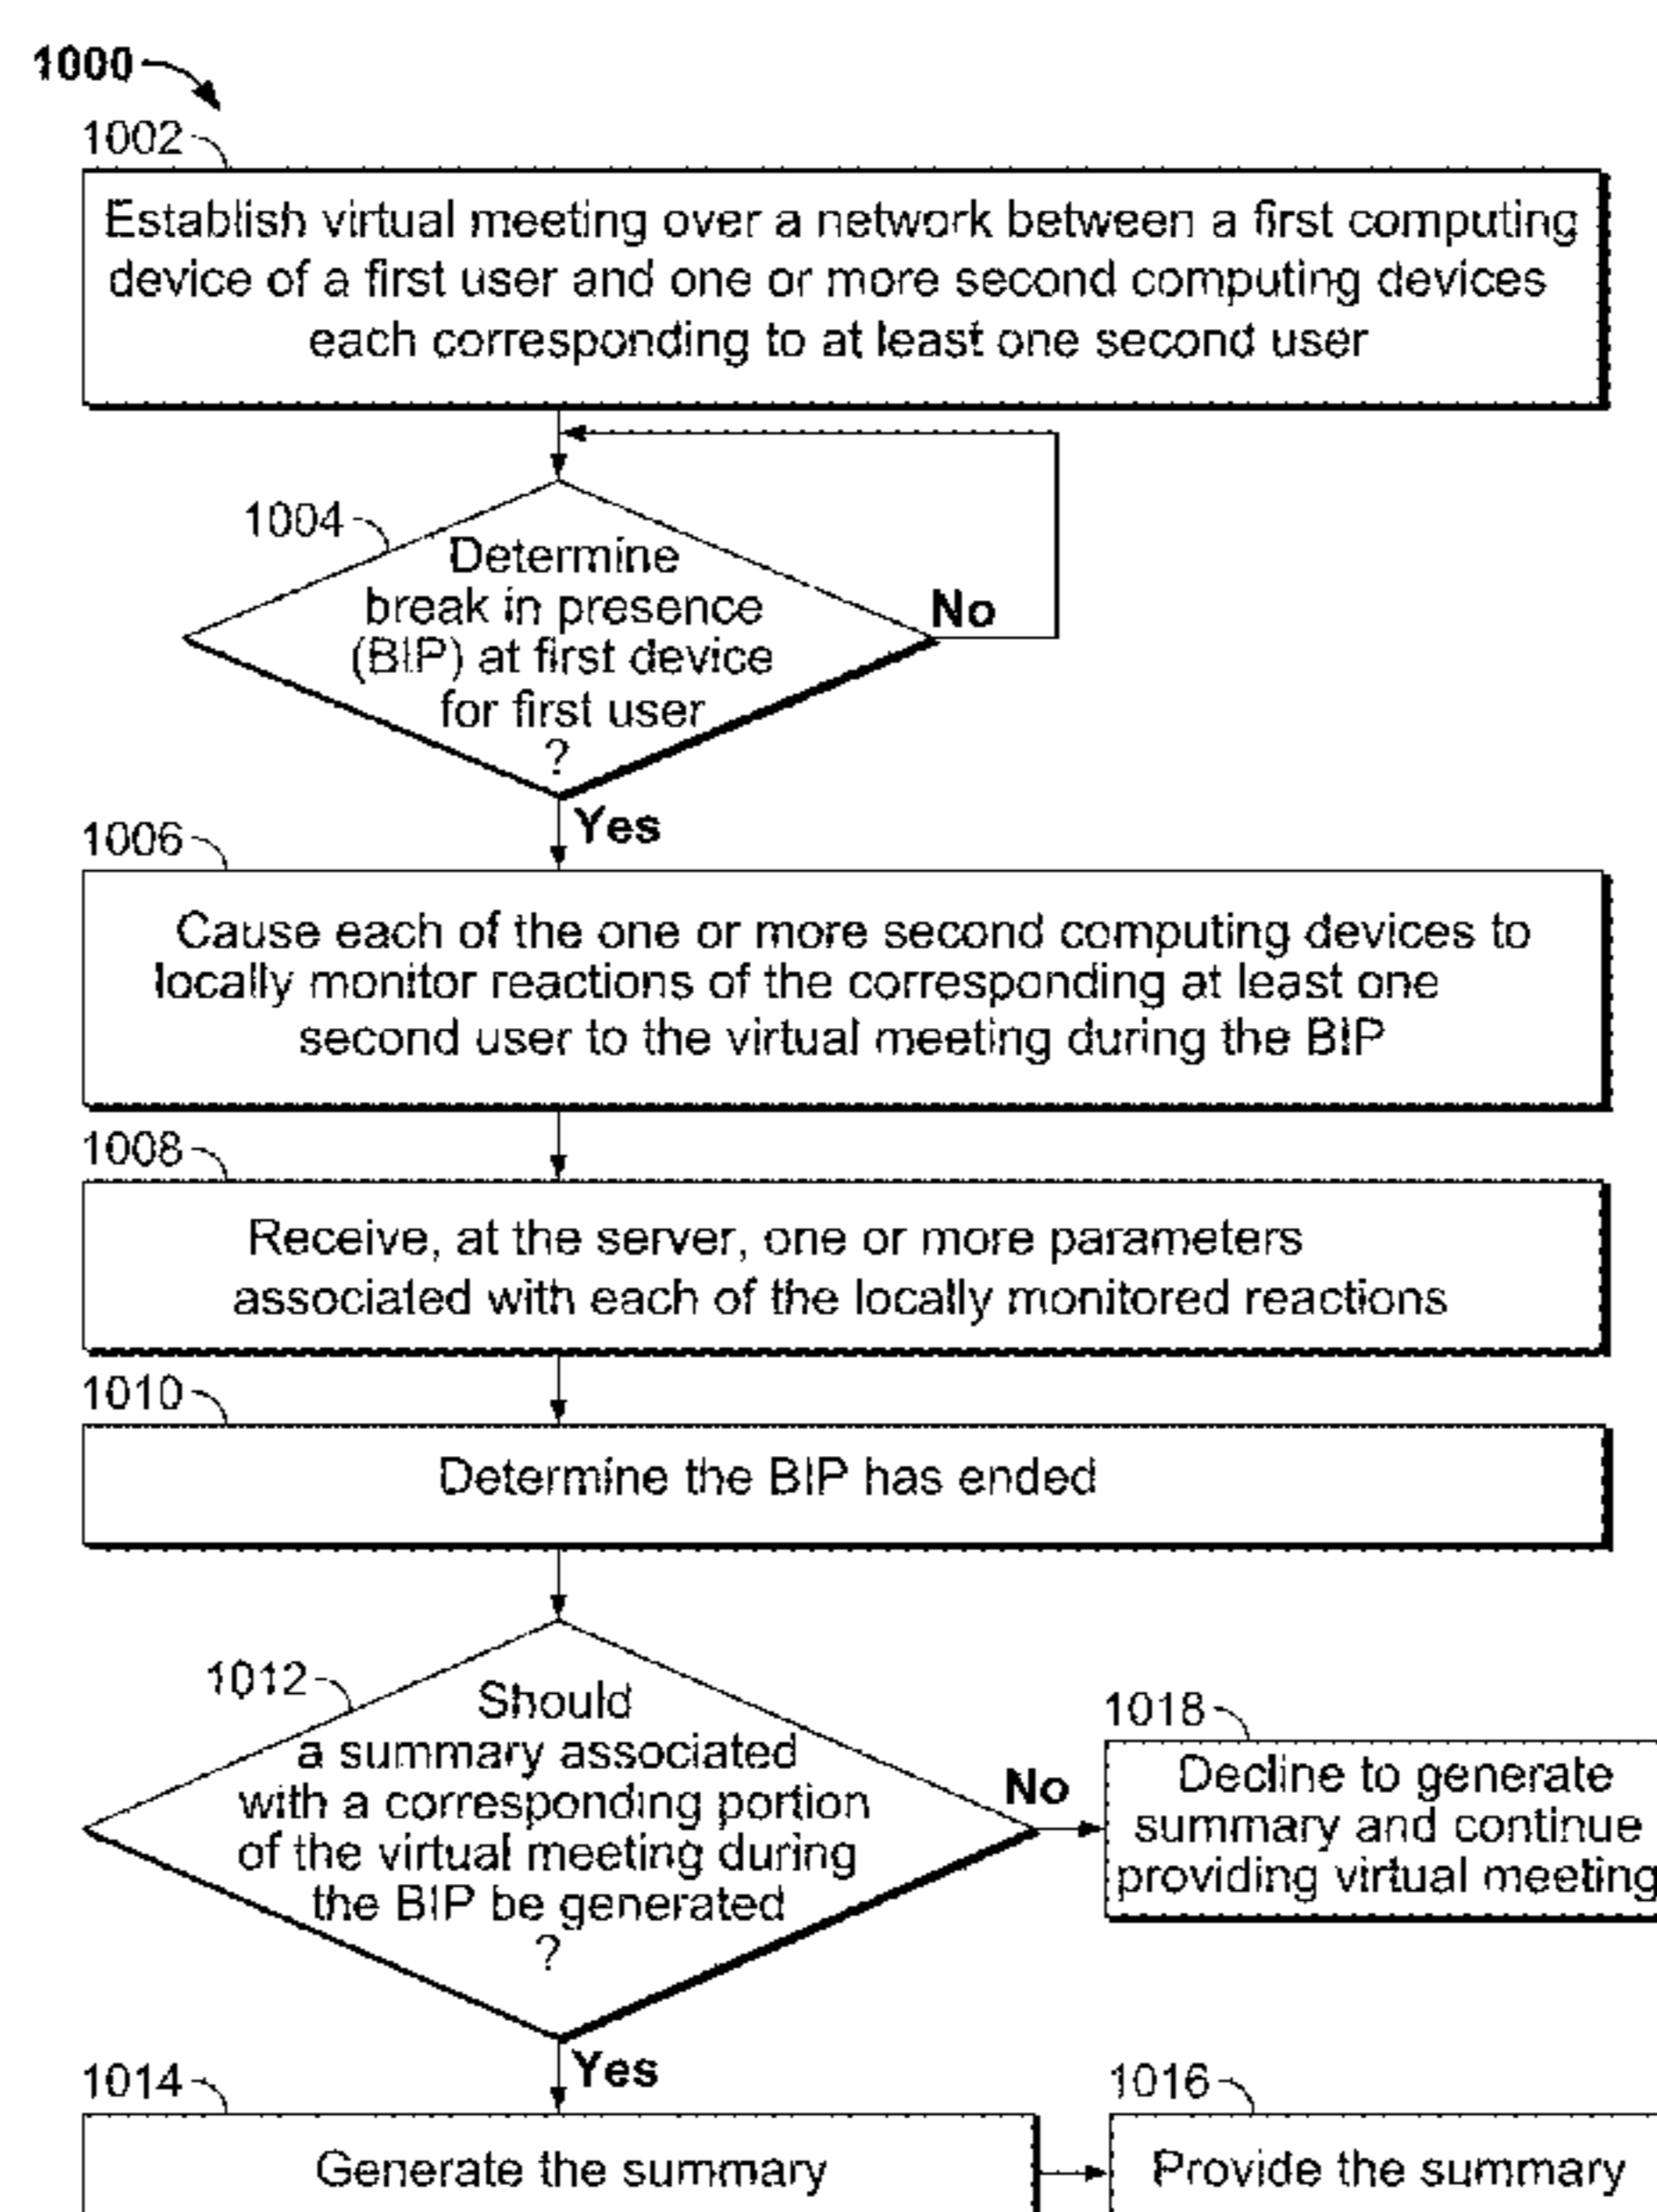 1000
1002
Establish virtual meeting over a network between a first computing
device of a first user and one or more second computing devices
each corresponding to at least one second user
1004
Determine
break in presence
(BIP) at first device
for first user
?
No
Yes
1006
Cause each of the one or more second computing devices to
locally monitor reactions of the corresponding at least one
second user to the virtual meeting during the BIP
1008
Receive, at the server, one or more parameters
associated with each of the locally monitored reactions
1010
Determine the BIP has ended
1012
Should
a summary associated
with a corresponding portion
of the virtual meeting during
the BIP be generated
?
No
1018
Decline to generate
summary and continue
providing virtual meeting
Yes
1014
Generate the summary
1016
Provide the summary